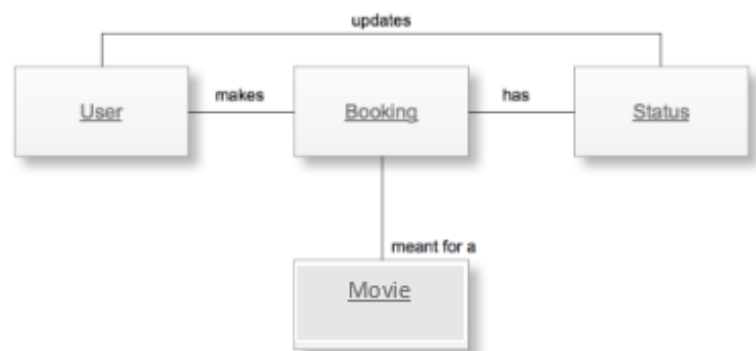 updates
User
makes
Booking
has
Status
meant for a
Movie